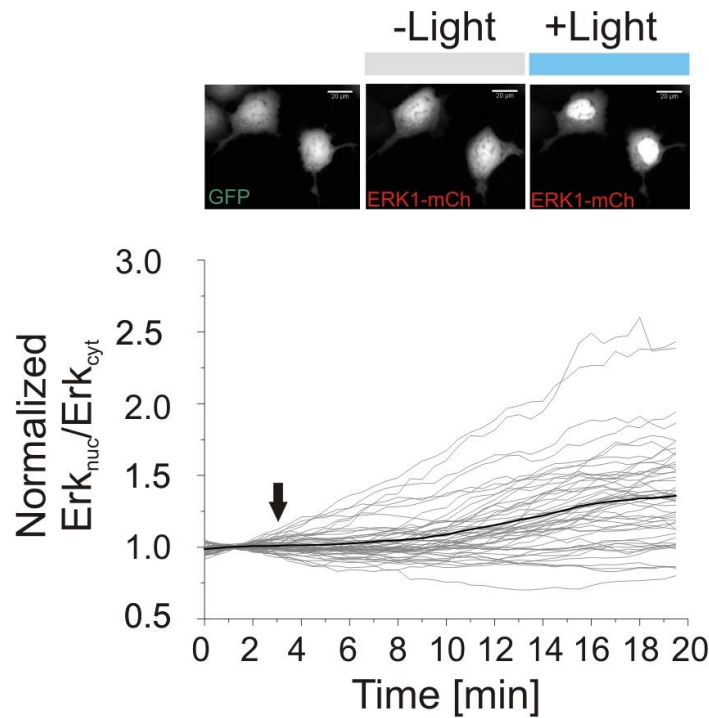 -Light +Light
20 µm 20 µm 20 µm
GFP ERK1-mCh ERK1-mCh
Normalized
Erknuc/Erkcyt
3.0
2.5
2.0
1.5
1.0
0.5
0 2 4 6 8 10 12 14 16 18 20
Time [min]